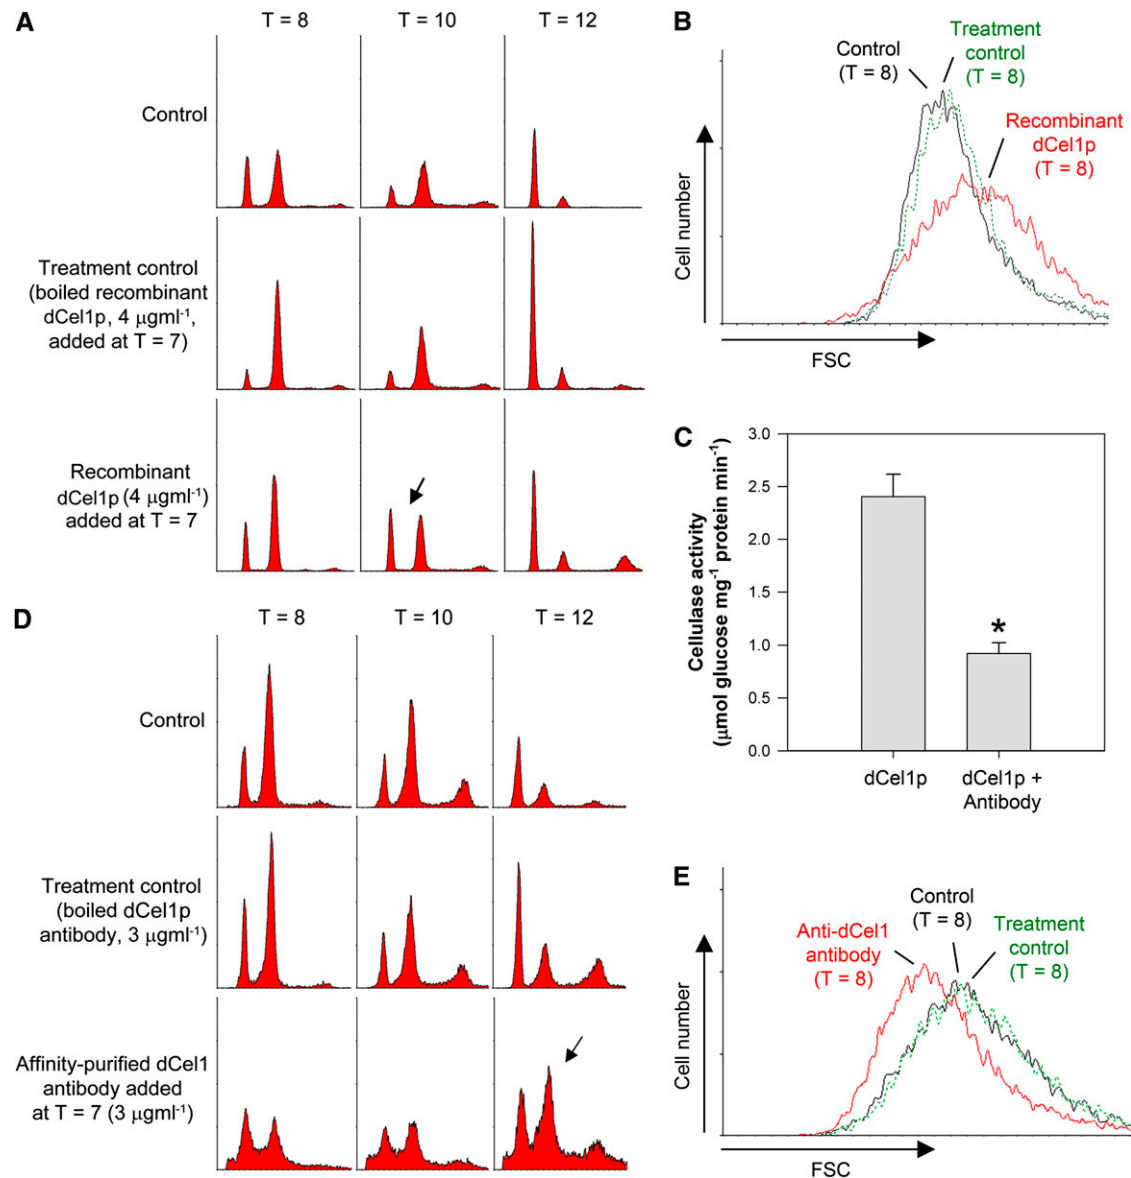 A
T = 8
T = 10
T = 12
Control
Treatment control
(boiled recombinant
dCel1p, 4 µgml-1,
added at T = 7)
Recombinant
dCel1p (4 µgml-1)
added at T = 7
B
Control
(T = 8)
Treatment
control
(T = 8)
Recombinant
dCel1p
(T = 8)
Cell number
FSC
C
Cellulase activity
(µmol glucose mg-1 protein min-1)
3.0
2.5
2.0
1.5
1.0
0.5
0.0
*
dCel1p
dCel1p +
Antibody
D
T = 8
T = 10
T = 12
Control
Treatment control
(boiled dCel1p
antibody, 3 µgml-1)
Affinity-purified dCel1
antibody added
at T = 7 (3 µgml-1)
E
Anti-dCel1
antibody
(T = 8)
Control
(T = 8)
Treatment
control
(T = 8)
Cell number
FSC